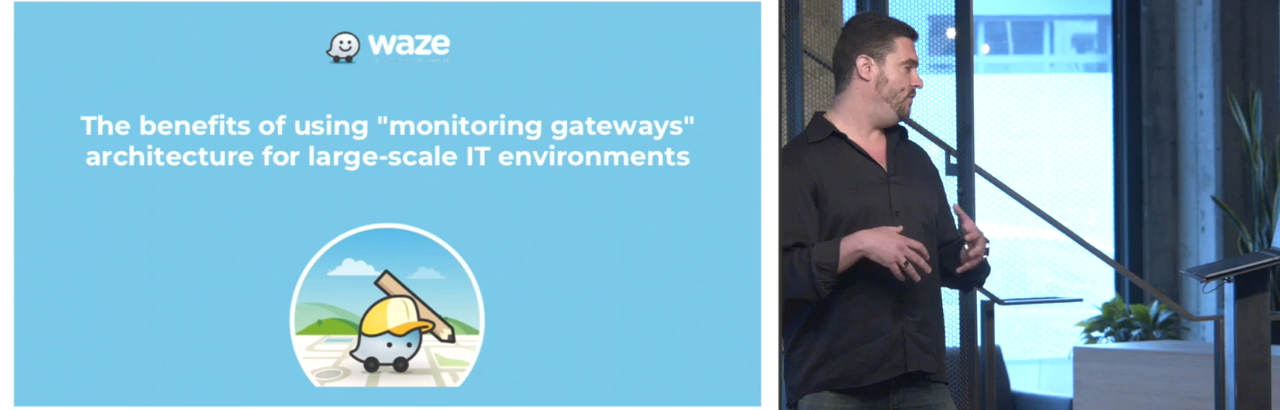 waze
The benefits of using "monitoring gateways"
architecture for large-scale IT environments